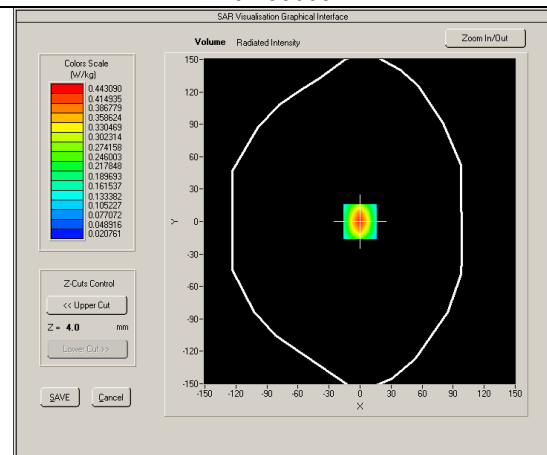 SAR Visualisation Graphical Interface
Volume Radiated Intensity
Zoom In/Out
Colors Scale
(W/kg)
0.443090
0.414935
0.386779
0.358624
0.330469
0.302314
0.274158
0.246003
0.217848
0.189693
0.161537
0.133382
0.105227
0.077072
0.048916
0.020761
Z-Cuts Control
<< Upper Cut
Z = 4.0 mm
Lower Cut >>
SAVE Cancel
150
120
90
60
30
0
-30
-60
-90
-120
-150
Y
-150 -120 -90 -60 -30 0 30 60 90 120 150
X